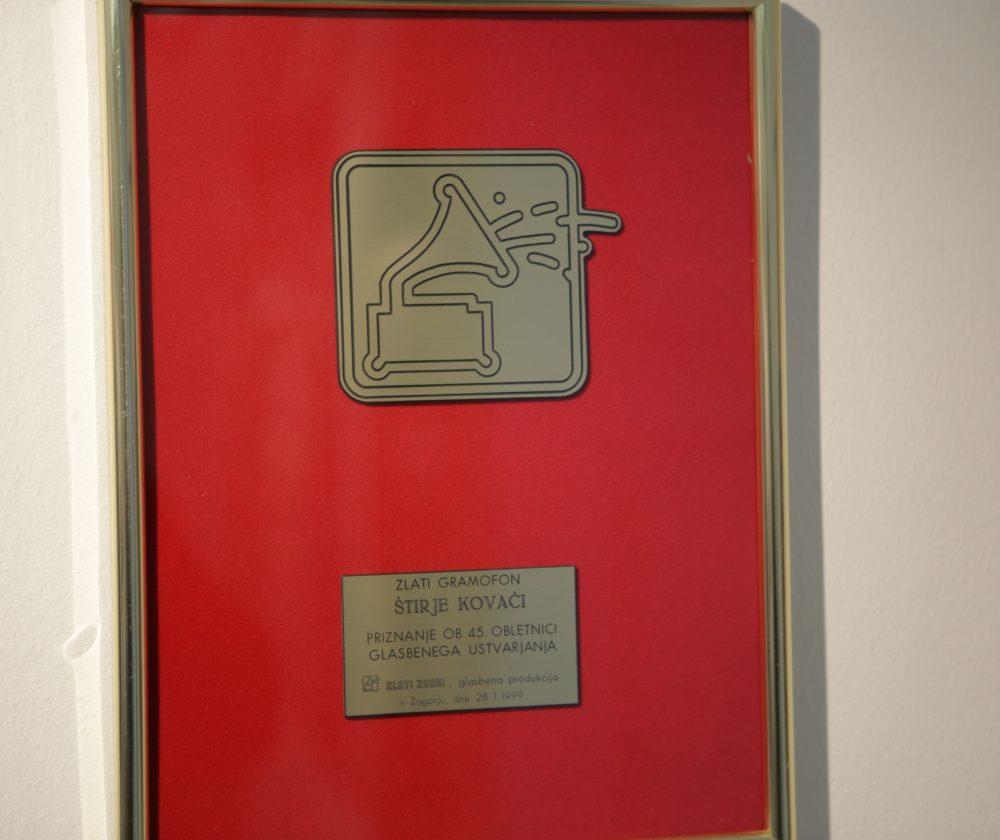 ZLATI GRAMOFON
ŠTIRJE KOVAČI
PRIZNANJE OB 45. OBLETNICI
GLASBENEGA USTVARJANJA
ZLATI ZVOKI, glasbena produkcija
v Zagorju, dne 28.1.1999